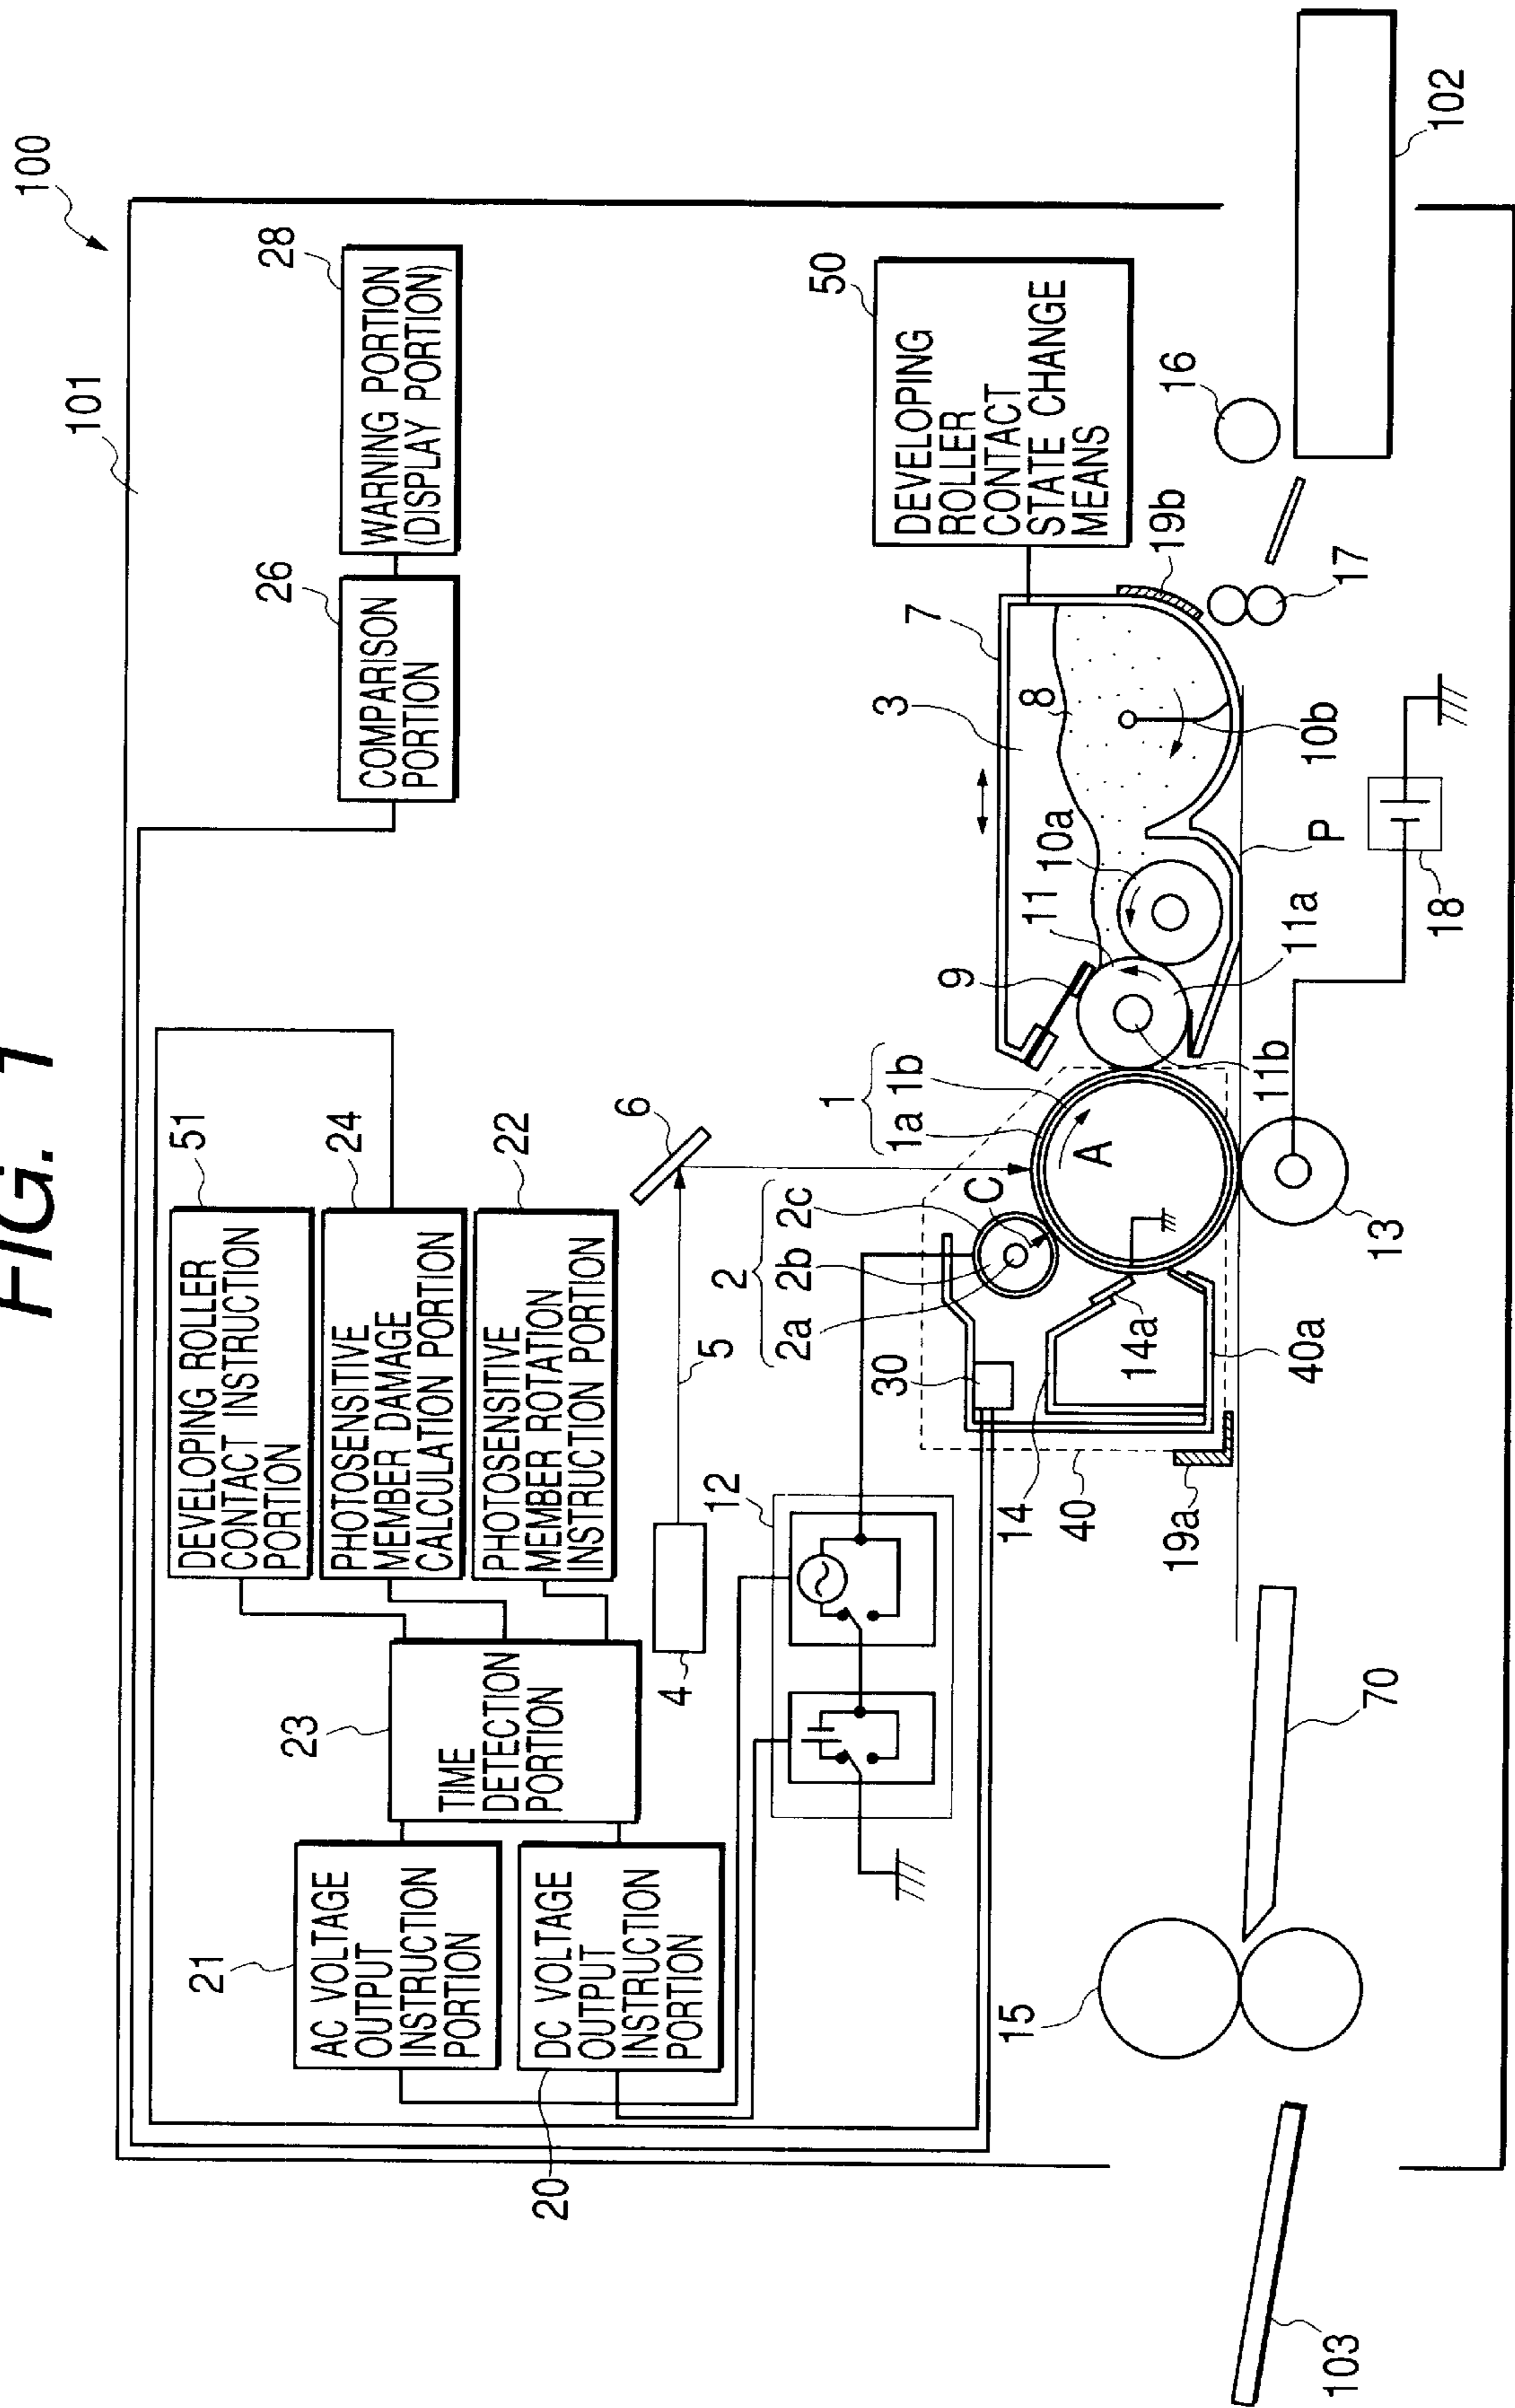 FIG. 1
100
101
28
WARNING PORTION
(DISPLAY PORTION)
26
COMPARISON
PORTION
51
DEVELOPING ROLLER
CONTACT INSTRUCTION
PORTION
24
PHOTOSENSITIVE
MEMBER DAMAGE
CALCULATION PORTION
22
PHOTOSENSITIVE
MEMBER ROTATION
INSTRUCTION PORTION
23
TIME
DETECTION
PORTION
21
AC VOLTAGE
OUTPUT
INSTRUCTION
PORTION
20
DC VOLTAGE
OUTPUT
INSTRUCTION
PORTION
50
DEVELOPING
ROLLER
CONTACT
STATE CHANGE
MEANS
4
5
6
12
2
2a
2b
2c
C
1
1a
1b
A
30
14
14a
40
40a
19a
7
3
8
9
10a
10b
11
11a
11b
19b
16
17
102
P
18
13
70
15
103